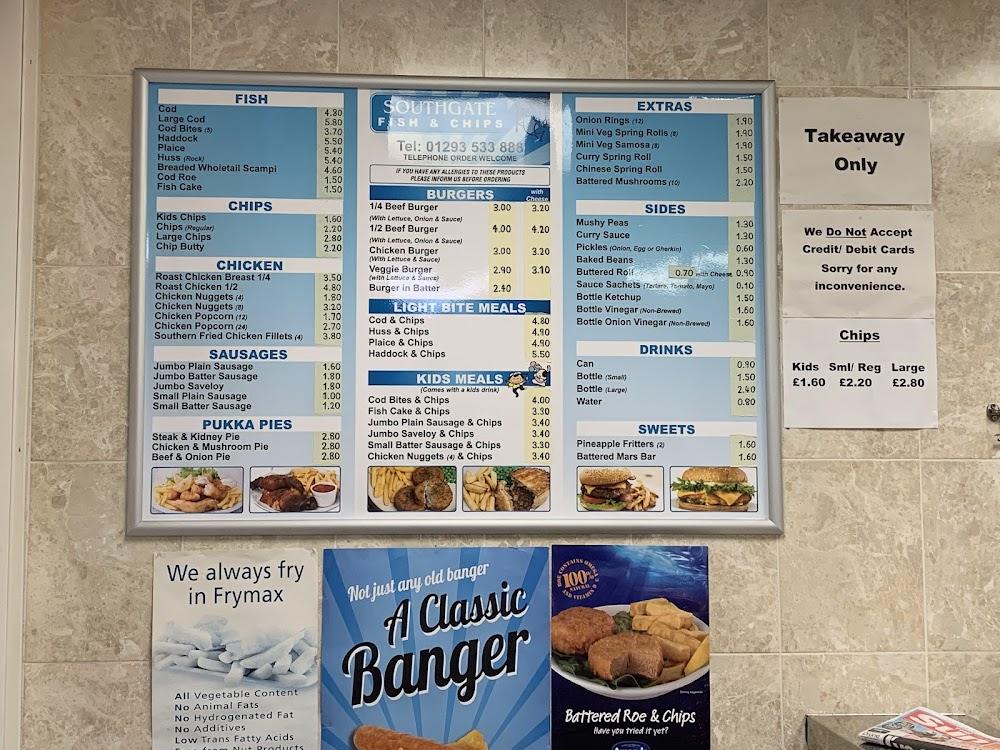 FISH
Cod 4.80
Large Cod 5.80
Cod Bites (5) 3.70
Haddock 5.50
Plaice 5.40
Huss (Rock) 5.40
Breaded Wholetail Scampi 4.60
Cod Roe 1.50
Fish Cake 1.50
CHIPS
Kids Chips 1.60
Chips (Regular) 2.20
Large Chips 2.80
Chip Butty 2.20
CHICKEN
Roast Chicken Breast 1/4 3.50
Roast Chicken 1/2 4.80
Chicken Nuggets (4) 1.80
Chicken Nuggets (8) 3.20
Chicken Popcorn (12) 1.70
Chicken Popcorn (24) 2.70
Southern Fried Chicken Fillets (4) 3.80
SAUSAGES
Jumbo Plain Sausage 1.60
Jumbo Batter Sausage 1.80
Jumbo Saveloy 1.80
Small Plain Sausage 1.00
Small Batter Sausage 1.20
PUKKA PIES
Steak & Kidney Pie 2.80
Chicken & Mushroom Pie 2.80
Beef & Onion Pie 2.80
SOUTHGATE
FISH & CHIPS
Tel: 01293 533 888
TELEPHONE ORDER WELCOME
IF YOU HAVE ANY ALLERGIES TO THESE PRODUCTS
PLEASE INFORM US BEFORE ORDERING
BURGERS with Cheese
1/4 Beef Burger 3.00 3.20
(With Lettuce, Onion & Sauce)
1/2 Beef Burger 4.00 4.20
(With Lettuce, Onion & Sauce)
Chicken Burger 3.00 3.20
(With Lettuce & Sauce)
Veggie Burger 2.90 3.10
(with Lettuce & Sauce)
Burger in Batter 2.40
LIGHT BITE MEALS
Cod & Chips 4.80
Huss & Chips 4.90
Plaice & Chips 4.90
Haddock & Chips 5.50
KIDS MEALS
(Comes with a kids drink)
Cod Bites & Chips 4.00
Fish Cake & Chips 3.30
Jumbo Plain Sausage & Chips 3.40
Jumbo Saveloy & Chips 3.40
Small Batter Sausage & Chips 3.30
Chicken Nuggets (4) & Chips 3.40
EXTRAS
Onion Rings (12) 1.90
Mini Veg Spring Rolls (8) 1.90
Mini Veg Samosa (8) 1.90
Curry Spring Roll 1.50
Chinese Spring Roll 1.50
Battered Mushrooms (10) 2.20
SIDES
Mushy Peas 1.30
Curry Sauce 1.30
Pickles (Onion, Egg or Gherkin) 0.60
Baked Beans 1.30
Buttered Roll 0.70 with Cheese 0.90
Sauce Sachets (Tartare, Tomato, Mayo) 0.10
Bottle Ketchup 1.50
Bottle Vinegar (Non-Brewed) 1.60
Bottle Onion Vinegar (Non-Brewed) 1.60
DRINKS
Can 0.90
Bottle (Small) 1.50
Bottle (Large) 2.40
Water 0.80
SWEETS
Pineapple Fritters (2) 1.60
Battered Mars Bar 1.60
Takeaway
Only
We Do Not Accept
Credit/ Debit Cards
Sorry for any
inconvenience.
Chips
Kids Sml/ Reg Large
£1.60 £2.20 £2.80
We always fry
in Frymax
All Vegetable Content
No Animal Fats
No Hydrogenated Fat
No Additives
Low Trans Fatty Acids
Free from Nut Products
Not just any old banger
A Classic
Banger
ROE CONTAINS OMEGA 3
100%
NATURAL
AND VITAMIN D
Battered Roe & Chips
Have you tried it yet?